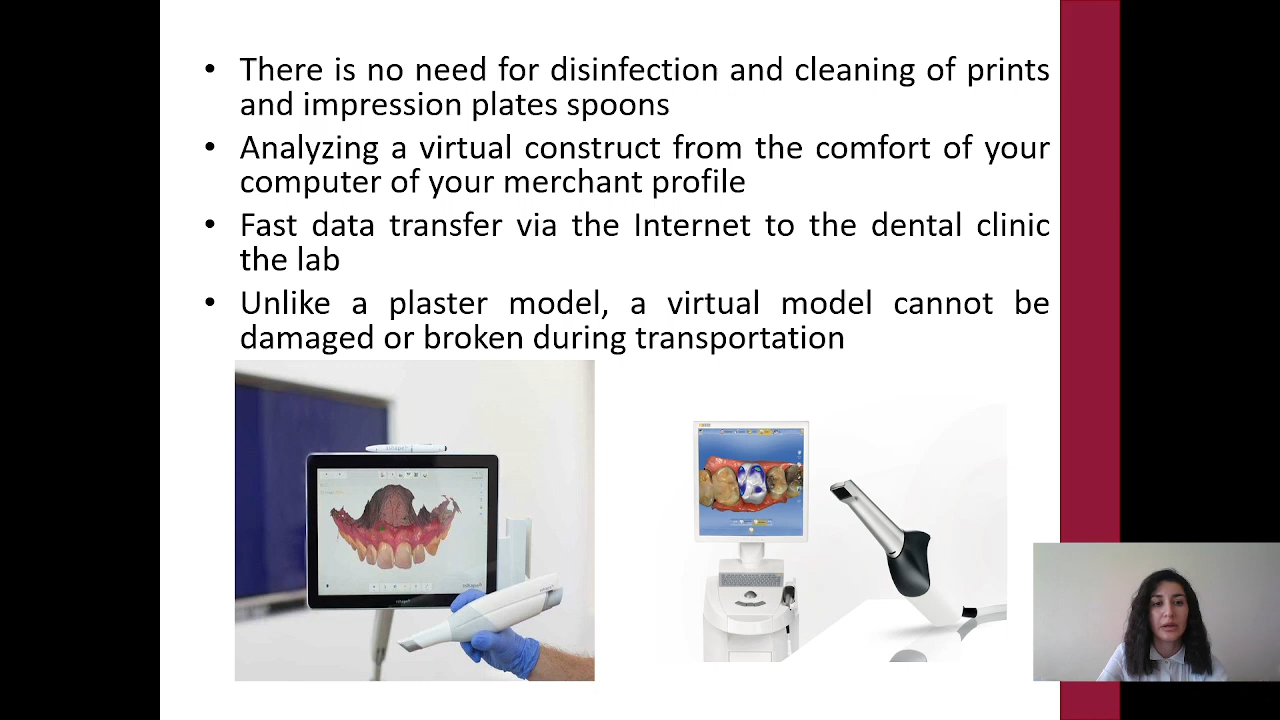 • There is no need for disinfection and cleaning of prints
and impression plates spoons
• Analyzing a virtual construct from the comfort of your
computer of your merchant profile
• Fast data transfer via the Internet to the dental clinic
the lab
• Unlike a plaster model, a virtual model cannot be
damaged or broken during transportation